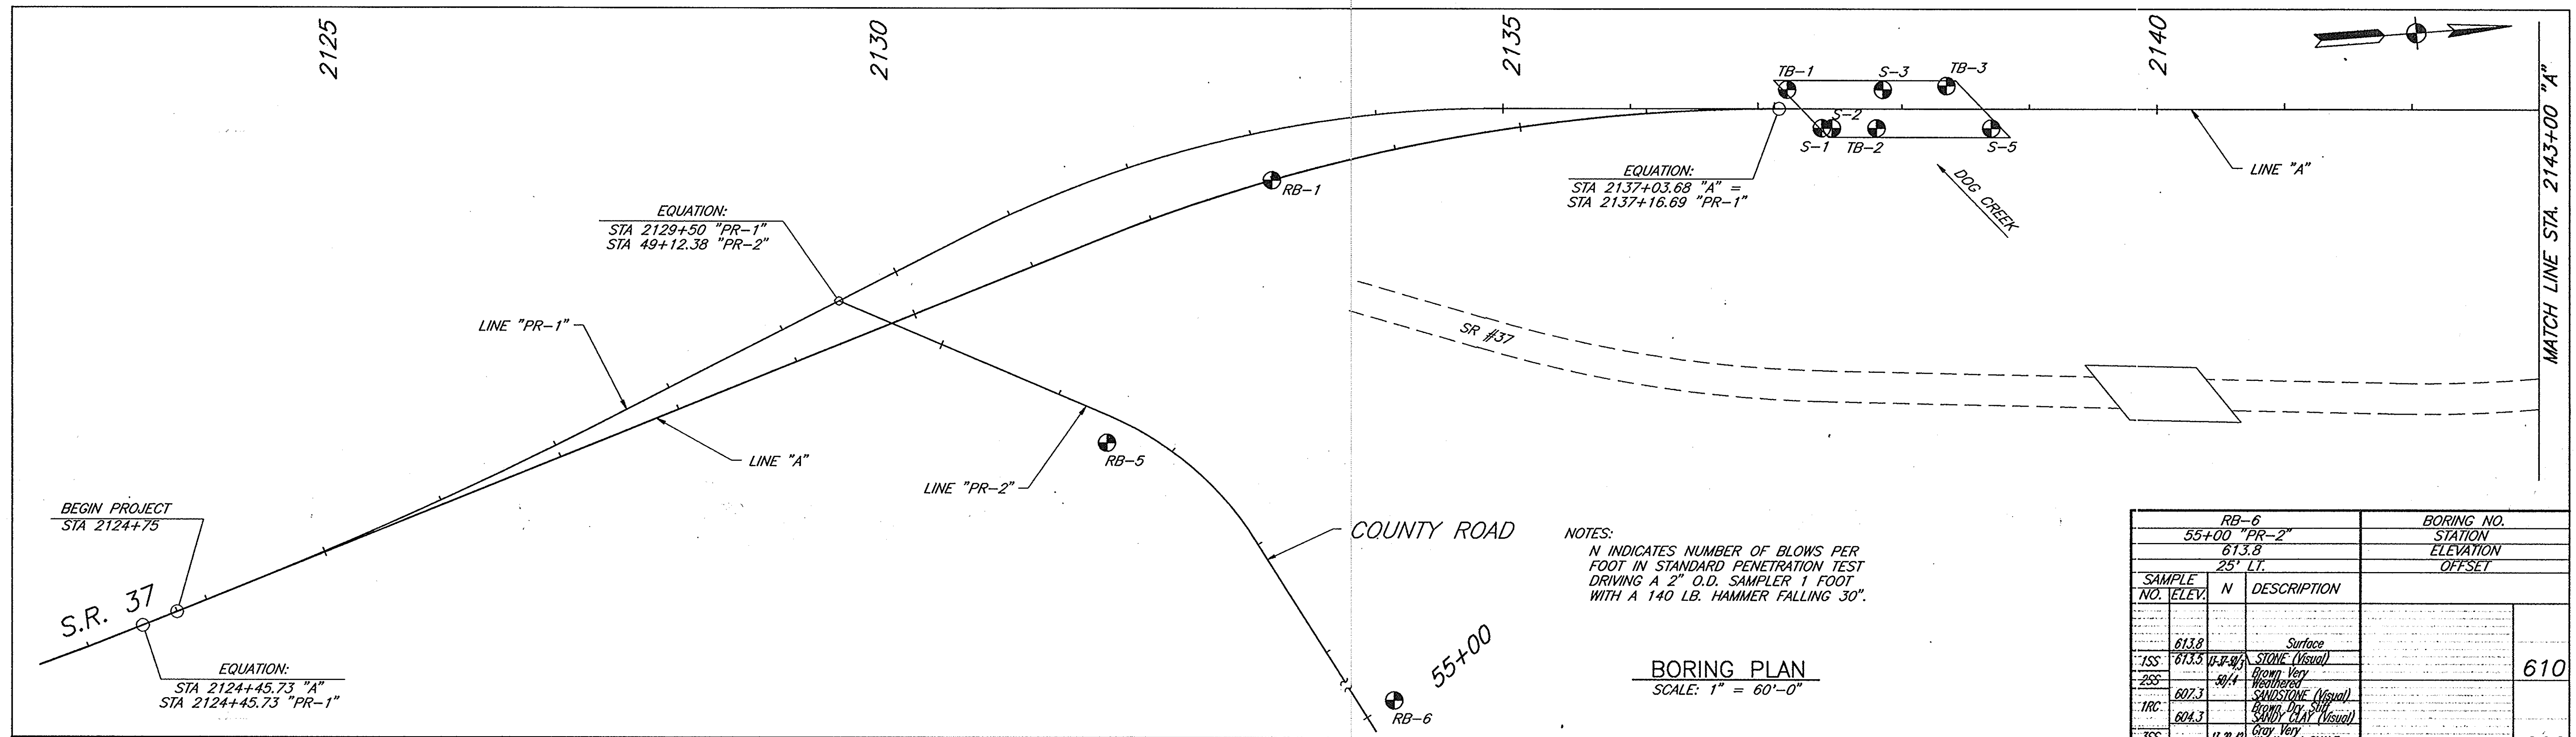 2125
2130
2135
2140
MATCH LINE STA. 2143+00 "A"
TB-1
S-3
TB-3
S-2
S-1
TB-2
S-5
EQUATION:
STA 2137+03.68 "A" =
STA 2137+16.69 "PR-1"
DOG CREEK
LINE "A"
RB-1
EQUATION:
STA 2129+50 "PR-1"
STA 49+12.38 "PR-2"
LINE "PR-1"
SR #37
LINE "A"
RB-5
LINE "PR-2"
BEGIN PROJECT
STA 2124+75
S.R. 37
EQUATION:
STA 2124+45.73 "A"
STA 2124+45.73 "PR-1"
COUNTY ROAD
55+00
RB-6
NOTES:
N INDICATES NUMBER OF BLOWS PER
FOOT IN STANDARD PENETRATION TEST
DRIVING A 2" O.D. SAMPLER 1 FOOT
WITH A 140 LB. HAMMER FALLING 30".
BORING PLAN
SCALE: 1" = 60'-0"
RB-6 BORING NO.
55+00 "PR-2" STATION
613.8 ELEVATION
25' LT. OFFSET
SAMPLE
NO. ELEV. N DESCRIPTION
613.8 Surface
1SS 613.5 STONE (Visual)
Brown Very
2SS 50/.4 Weathered
607.3 SANDSTONE (Visual)
1RC Brown Dry Stiff
604.3 SANDY CLAY (Visual)
3SS Gray Very
610